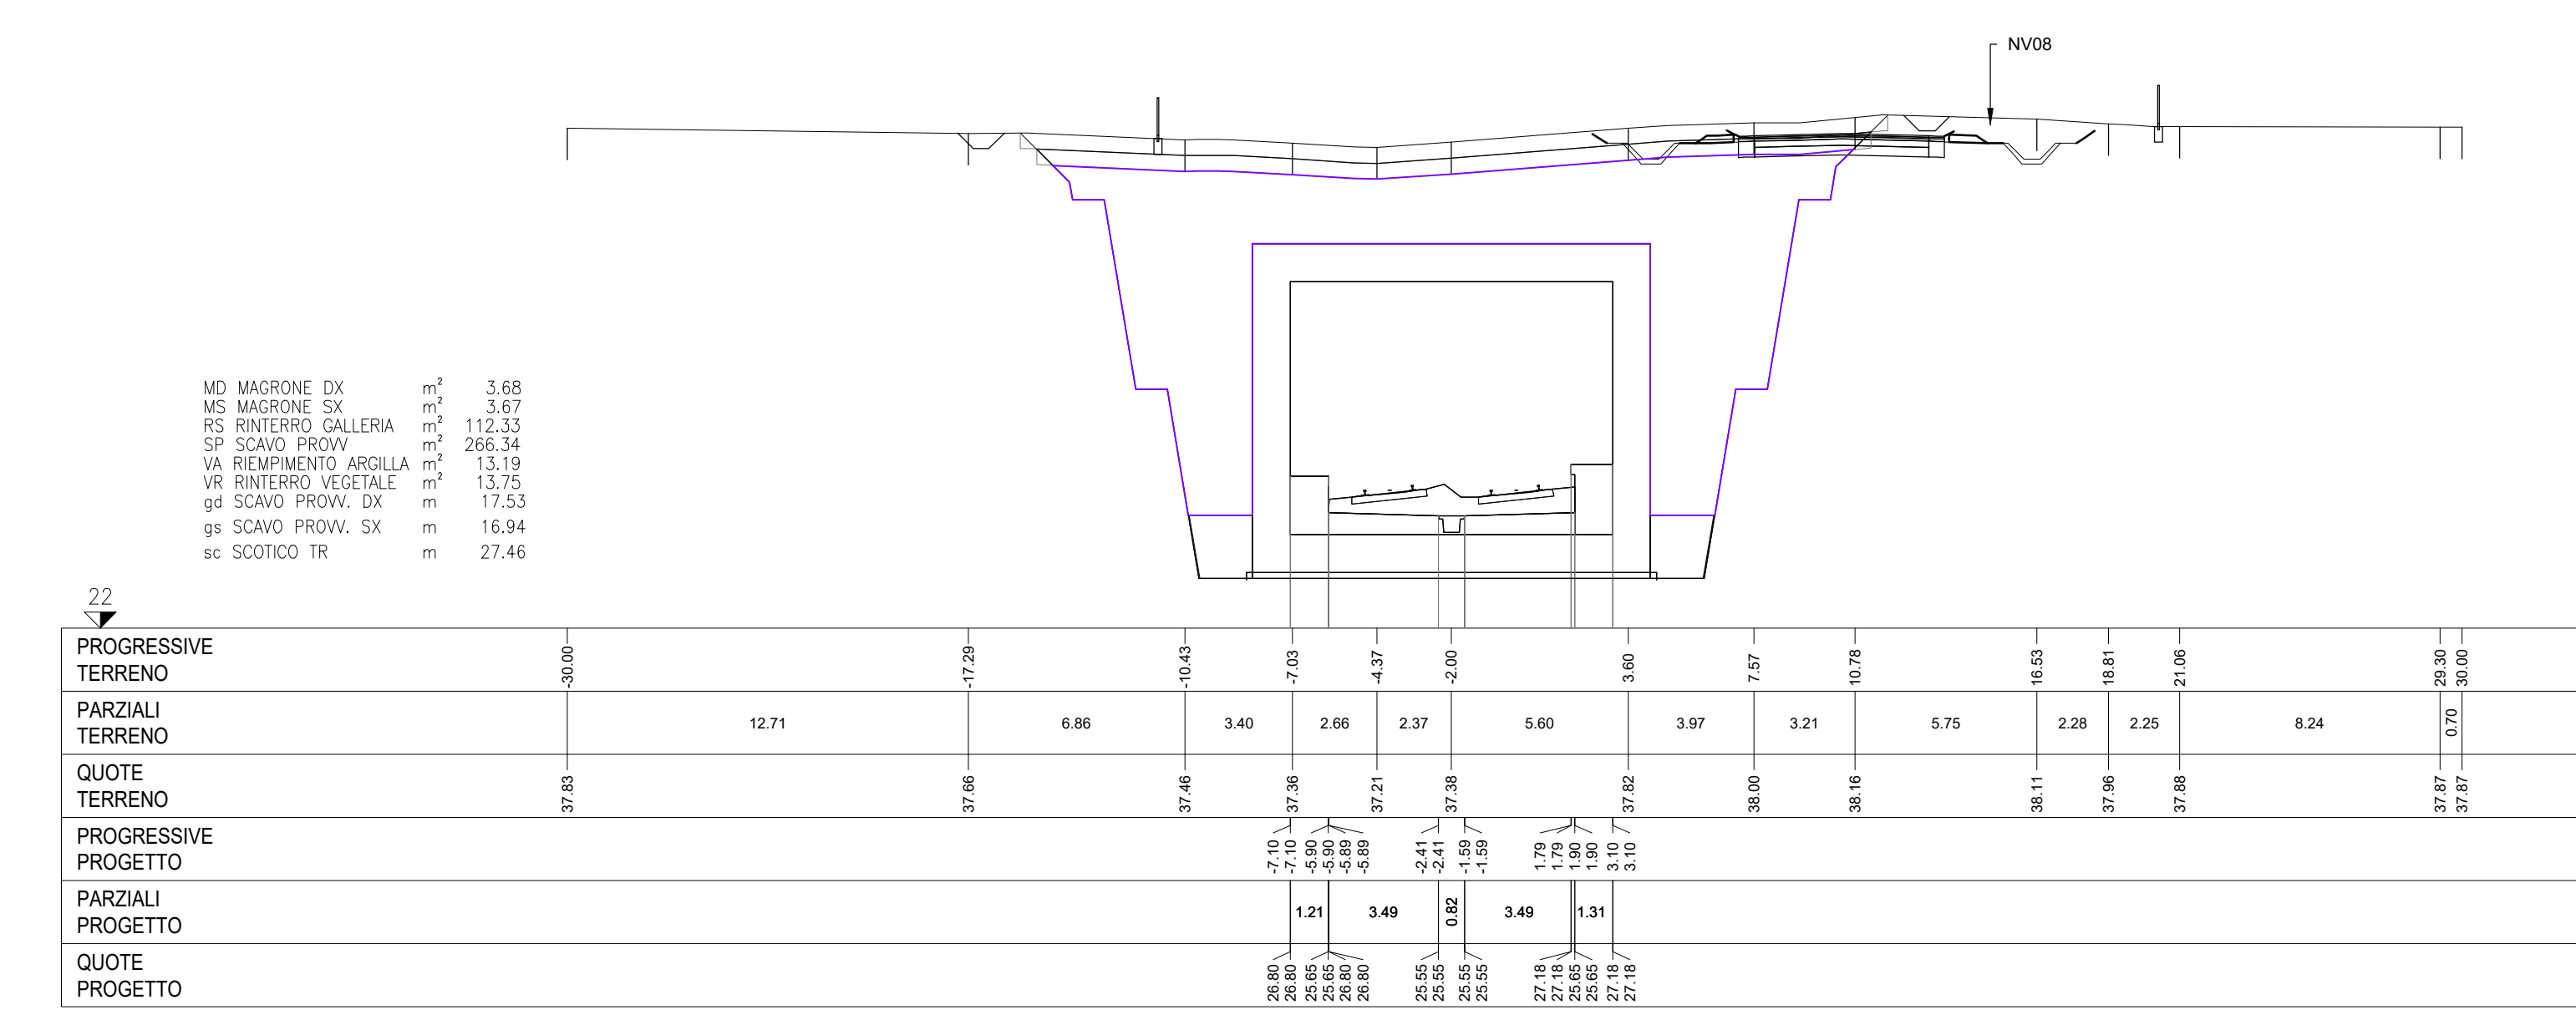 NV08
MD MAGRONE DX m² 3.68
MS MAGRONE SX m² 3.67
RS RINTERRO GALLERIA m² 112.33
SP SCAVO PROVV m² 266.34
VA RIEMPIMENTO ARGILLA m² 13.19
VR RINTERRO VEGETALE m² 13.75
gd SCAVO PROVV. DX m 17.53
gs SCAVO PROVV. SX m 16.94
sc SCOTICO TR m 27.46
22
PROGRESSIVE
TERRENO
-30.00 -17.29 -10.43 -7.03 -4.37 -2.00 3.60 7.57 10.78 16.53 18.81 21.06 29.30 30.00
PARZIALI
TERRENO
12.71 6.86 3.40 2.66 2.37 5.60 3.97 3.21 5.75 2.28 2.25 8.24 0.70
QUOTE
TERRENO
37.83 37.66 37.46 37.36 37.21 37.38 37.82 38.00 38.16 38.11 37.96 37.88 37.87 37.87
PROGRESSIVE
PROGETTO
-7.10 -7.10 -5.90 -5.90 -5.89 -5.89 -2.41 -2.41 -1.59 -1.59 1.79 1.79 1.90 1.90 3.10 3.10
PARZIALI
PROGETTO
1.21 3.49 0.82 3.49 1.31
QUOTE
PROGETTO
26.80 26.80 25.65 25.65 26.80 26.80 25.55 25.55 25.55 25.55 27.18 27.18 25.65 25.65 27.18 27.18